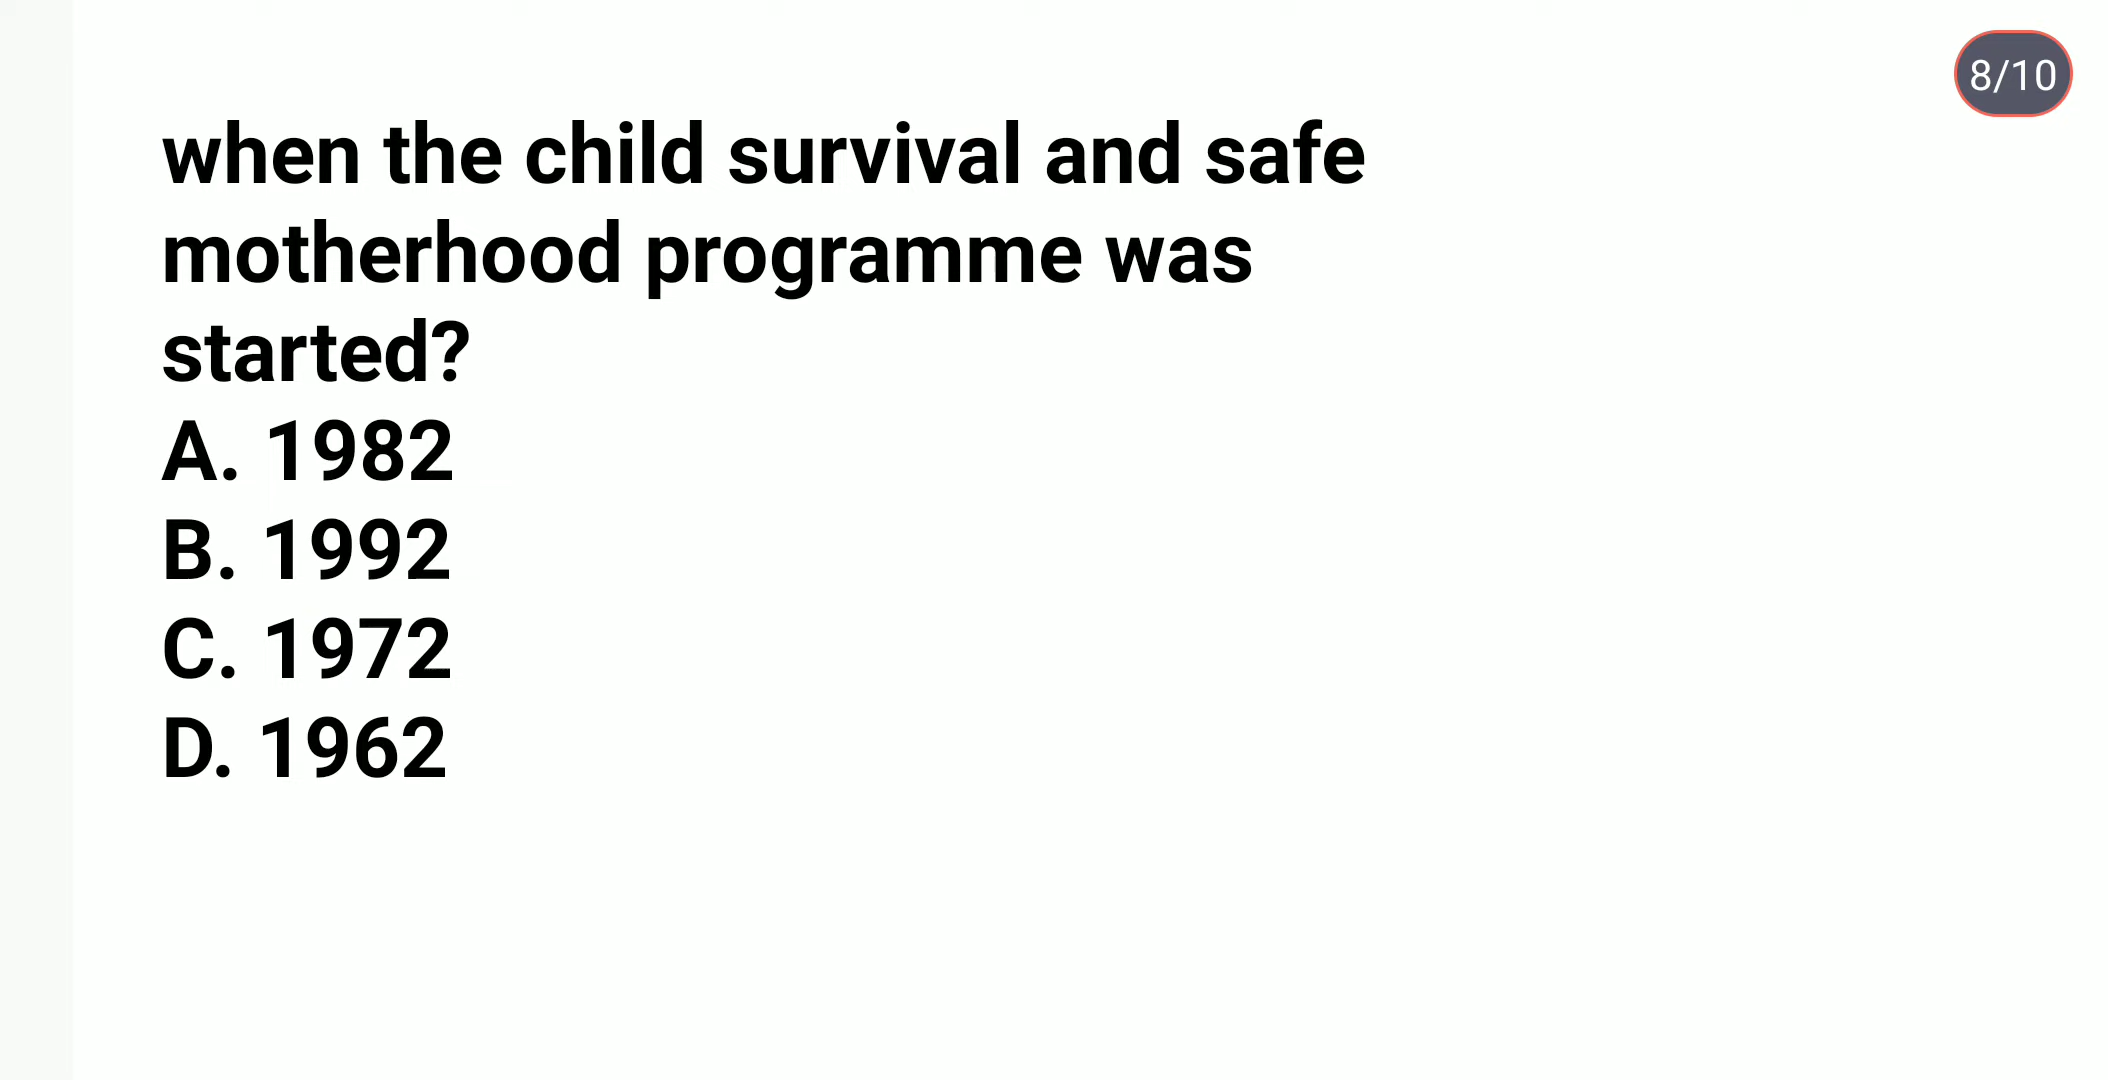 8/10
when the child survival and safe
motherhood programme was
started?
A. 1982
B. 1992
C. 1972
D. 1962